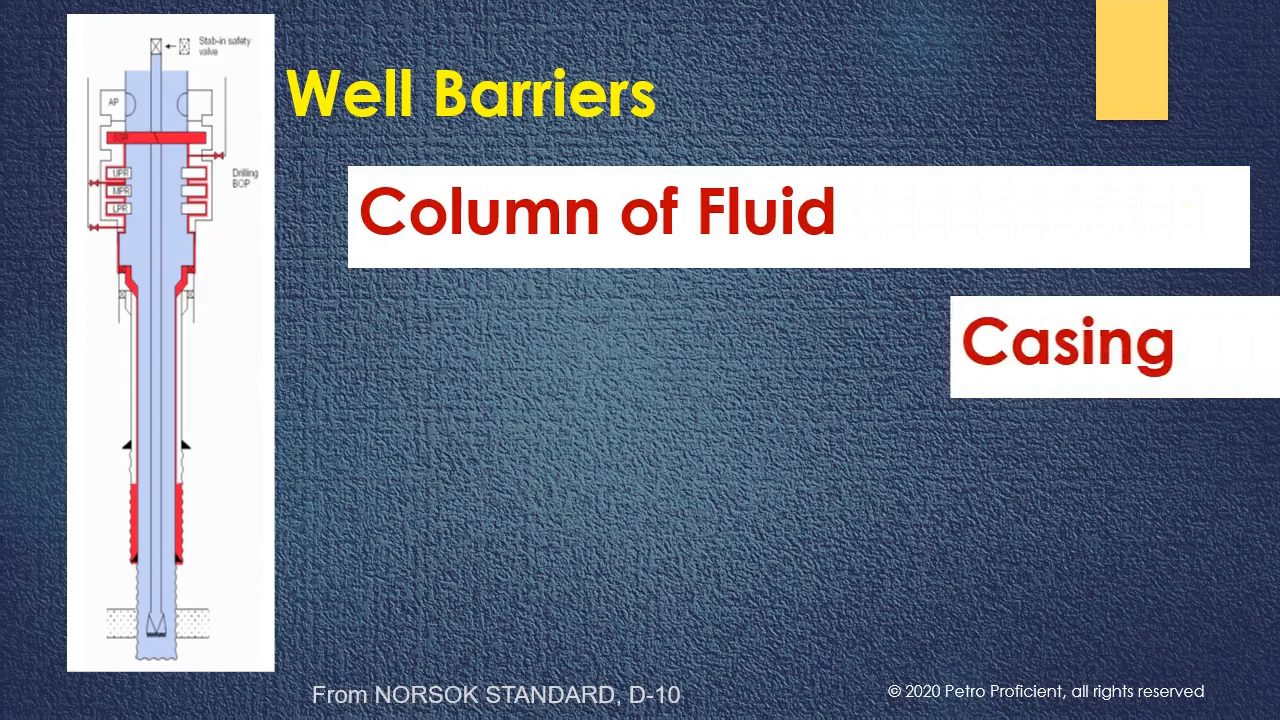 Stab-in safety
valve
Well Barriers
AP
Drilling
BOP
UPR
MPR
LPR
Column of Fluid
Casing
From NORSOK STANDARD, D-10
© 2020 Petro Proficient, all rights reserved